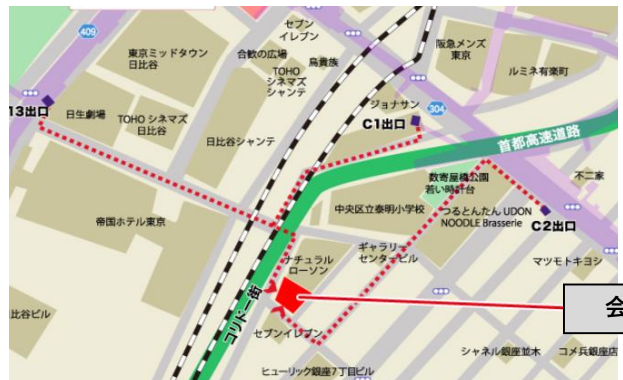 セブン
イレブン
409
東京ミッドタウン
日比谷
合歓の広場
鳥貴族
TOHO
シネマズ
シャンテ
阪急メンズ
東京
ルミネ有楽町
13出口
日生劇場
TOHO シネマズ
日比谷
日比谷シャンテ
ジョナサン
304
C1出口
首都高速道路
数寄屋橋公園
若い時計台
不二家
帝国ホテル東京
中央区立泰明小学校
つるとんたん UDON
NOODLE Brasserie
C2出口
ギャラリー
センタービル
ナチュラル
ローソン
マツモトキヨシ
コリドー街
比谷ビル
会
セブンイレブン
シャネル銀座並木
コメ兵銀座店
ヒューリック銀座7丁目ビル